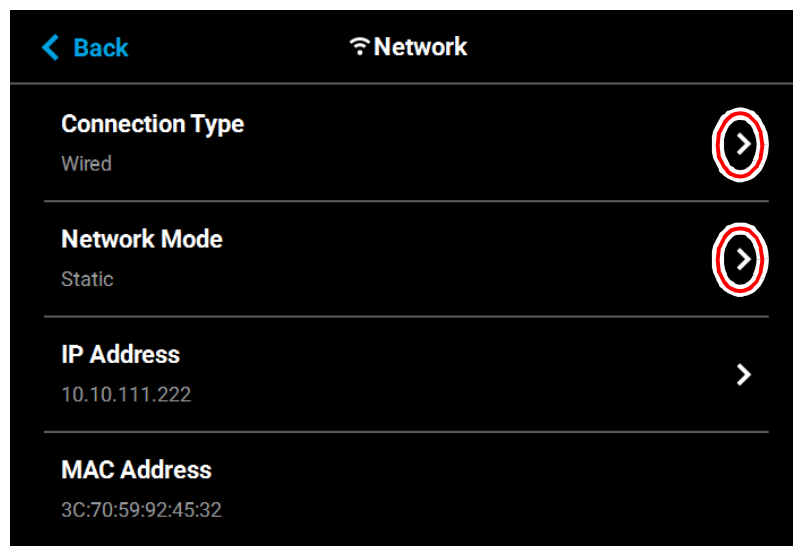 Back
Network
Connection Type
Wired
Network Mode
Static
IP Address
10.10.111.222
MAC Address
3C:70:59:92:45:32